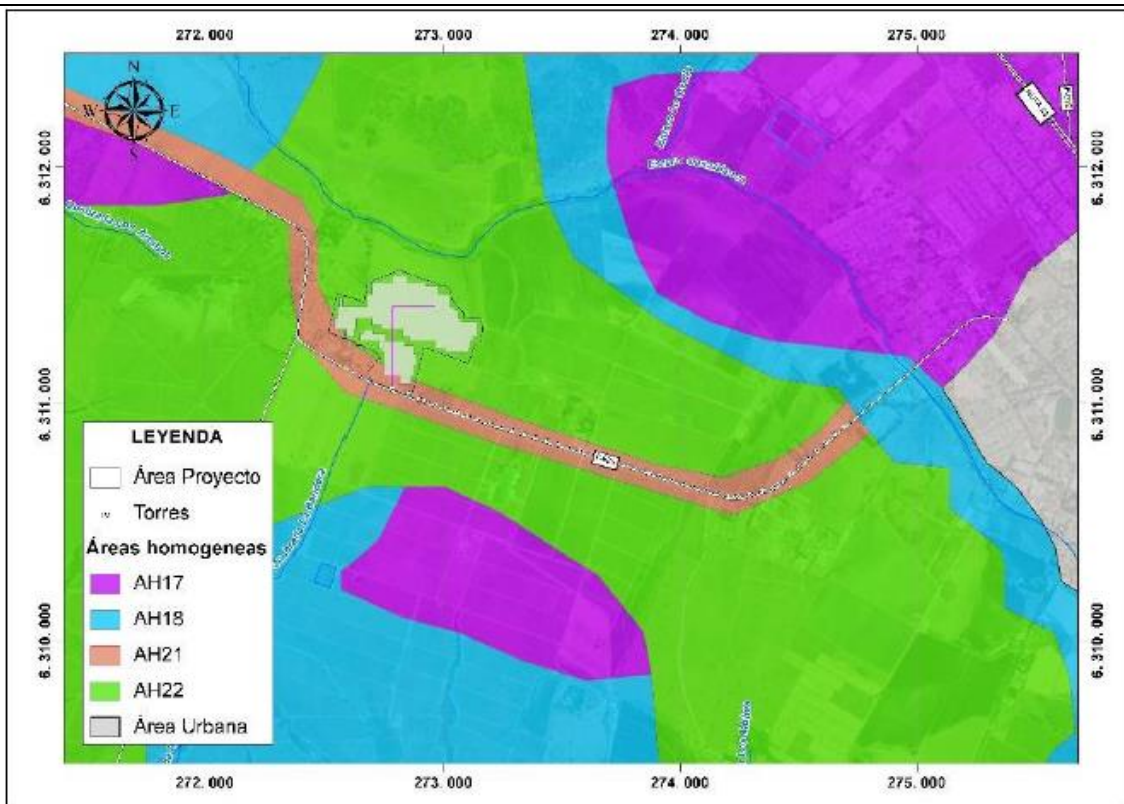 272. 000 273. 000 274. 000 275. 000
N
W E
S
6. 312. 000
6. 312. 000
6. 311. 000
6. 311. 000
6. 310. 000
6. 310. 000
LEYENDA
Área Proyecto
Torres
Áreas homogeneas
AH17
AH18
AH21
AH22
Área Urbana
272. 000 273. 000 274. 000 275. 000